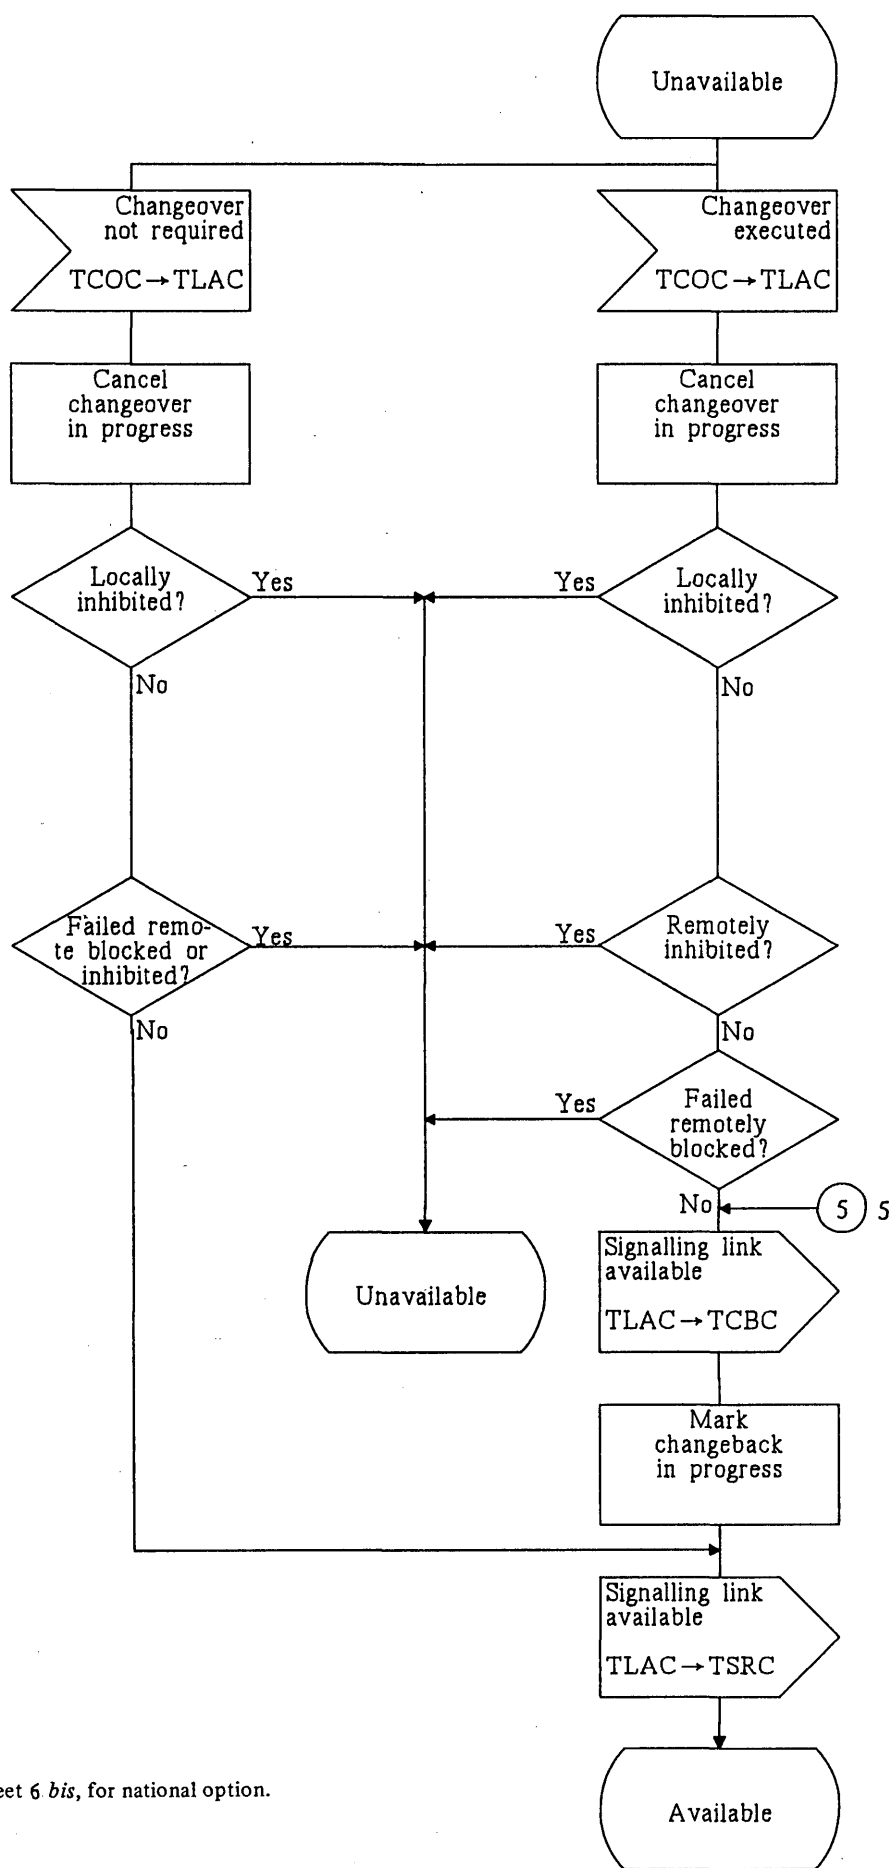 Unavailable
Changeover
not required
TCOC→TLAC
Changeover
executed
TCOC→TLAC
Cancel
changeover
in progress
Cancel
changeover
in progress
Locally
inhibited?
Yes
No
Yes
Locally
inhibited?
No
Failed remo-
te blocked or
inhibited?
Yes
No
Yes
Remotely
inhibited?
No
Yes
Failed
remotely
blocked?
No
5
5
Unavailable
Signalling link
available
TLAC→TCBC
Mark
changeback
in progress
Signalling link
available
TLAC→TSRC
Available
eet 6 bis, for national option.